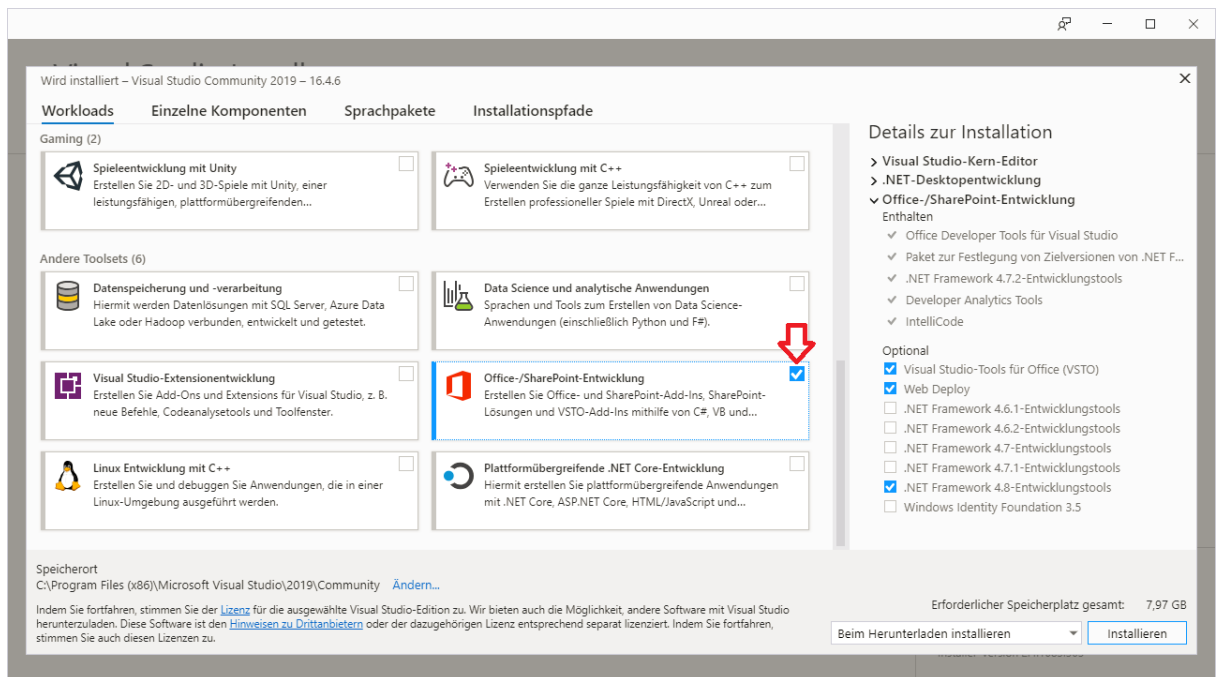 Wird installiert – Visual Studio Community 2019 – 16.4.6
Workloads
Einzelne Komponenten
Sprachpakete
Installationspfade
Gaming (2)
Spieleentwicklung mit Unity
Erstellen Sie 2D- und 3D-Spiele mit Unity, einer
leistungsfähigen, plattformübergreifenden...
Spieleentwicklung mit C++
Verwenden Sie die ganze Leistungsfähigkeit von C++ zum
Erstellen professioneller Spiele mit DirectX, Unreal oder...
Andere Toolsets (6)
Datenspeicherung und -verarbeitung
Hiermit werden Datenlösungen mit SQL Server, Azure Data
Lake oder Hadoop verbunden, entwickelt und getestet.
Data Science und analytische Anwendungen
Sprachen und Tools zum Erstellen von Data Science-
Anwendungen (einschließlich Python und F#).
Visual Studio-Extensionentwicklung
Erstellen Sie Add-Ons und Extensions für Visual Studio, z. B.
neue Befehle, Codeanalysetools und Toolfenster.
Office-/SharePoint-Entwicklung
Erstellen Sie Office- und SharePoint-Add-Ins, SharePoint-
Lösungen und VSTO-Add-Ins mithilfe von C#, VB und...
Linux Entwicklung mit C++
Erstellen Sie und debuggen Sie Anwendungen, die in einer
Linux-Umgebung ausgeführt werden.
Plattformübergreifende .NET Core-Entwicklung
Hiermit erstellen Sie plattformübergreifende Anwendungen
mit .NET Core, ASP.NET Core, HTML/JavaScript und...
Details zur Installation
Visual Studio-Kern-Editor
.NET-Desktopentwicklung
Office-/SharePoint-Entwicklung
Enthalten
Office Developer Tools für Visual Studio
Paket zur Festlegung von Zielversionen von .NET F...
.NET Framework 4.7.2-Entwicklungstools
Developer Analytics Tools
IntelliCode
Optional
Visual Studio-Tools für Office (VSTO)
Web Deploy
.NET Framework 4.6.1-Entwicklungstools
.NET Framework 4.6.2-Entwicklungstools
.NET Framework 4.7-Entwicklungstools
.NET Framework 4.7.1-Entwicklungstools
.NET Framework 4.8-Entwicklungstools
Windows Identity Foundation 3.5
Speicherort
C:\Program Files (x86)\Microsoft Visual Studio\2019\Community Ändern...
Indem Sie fortfahren, stimmen Sie der Lizenz für die ausgewählte Visual Studio-Edition zu. Wir bieten auch die Möglichkeit, andere Software mit Visual Studio
herunterzuladen. Diese Software ist den Hinweisen zu Drittanbietern oder der dazugehörigen Lizenz entsprechend separat lizenziert. Indem Sie fortfahren,
stimmen Sie auch diesen Lizenzen zu.
Erforderlicher Speicherplatz gesamt: 7,97 GB
Beim Herunterladen installieren
Installieren